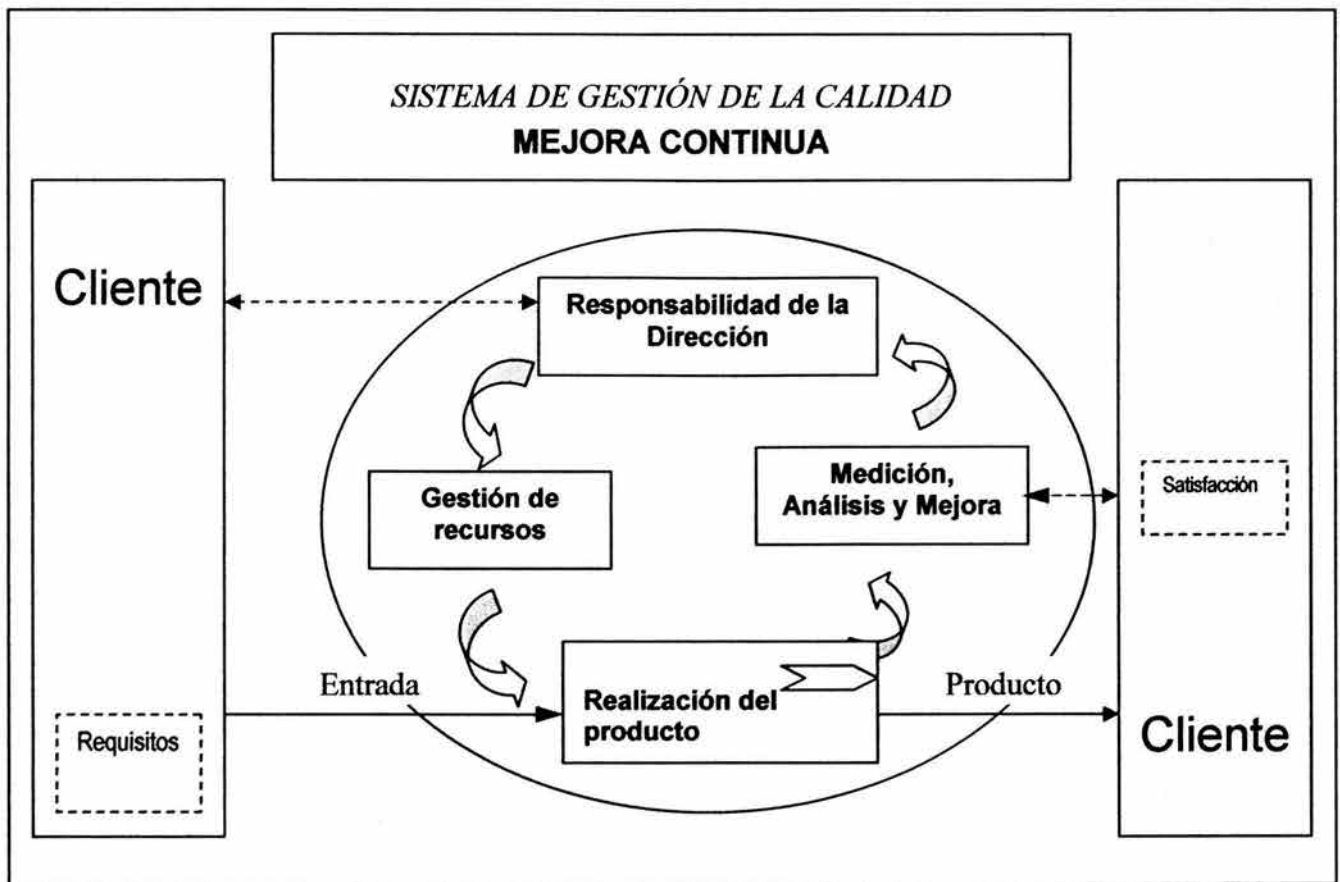 SISTEMA DE GESTIÓN DE LA CALIDAD
MEJORA CONTINUA
Cliente
Responsabilidad de la
Dirección
Gestión de
recursos
Medición,
Análisis y Mejora
Satisfacción
Entrada
Realización del
producto
Producto
Requisitos
Cliente